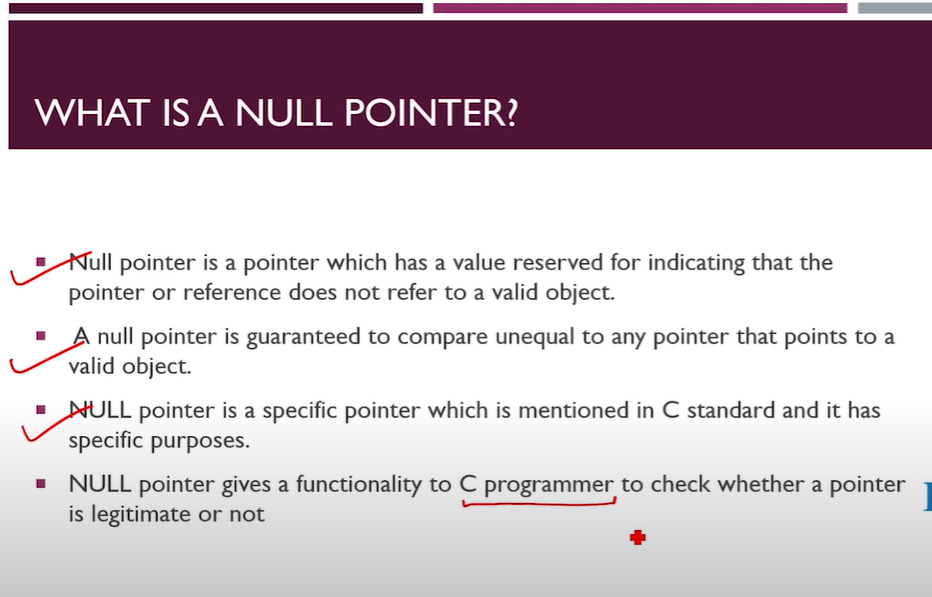 WHAT IS A NULL POINTER?
Null pointer is a pointer which has a value reserved for indicating that the
pointer or reference does not refer to a valid object.
A null pointer is guaranteed to compare unequal to any pointer that points to a
valid object.
NULL pointer is a specific pointer which is mentioned in C standard and it has
specific purposes.
NULL pointer gives a functionality to C programmer to check whether a pointer
is legitimate or not